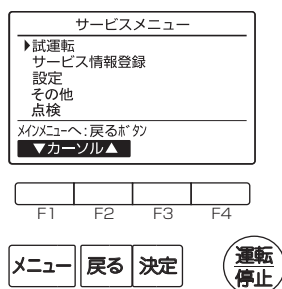 サービスメニュー
▶試運転
サービス情報登録
設定
その他
点検
ﾒｲﾝﾒﾆｭｰへ:戻るﾎﾞﾀﾝ
▼カーソル▲
F1 F2 F3 F4
メニュー 戻る 決定 運転
停止